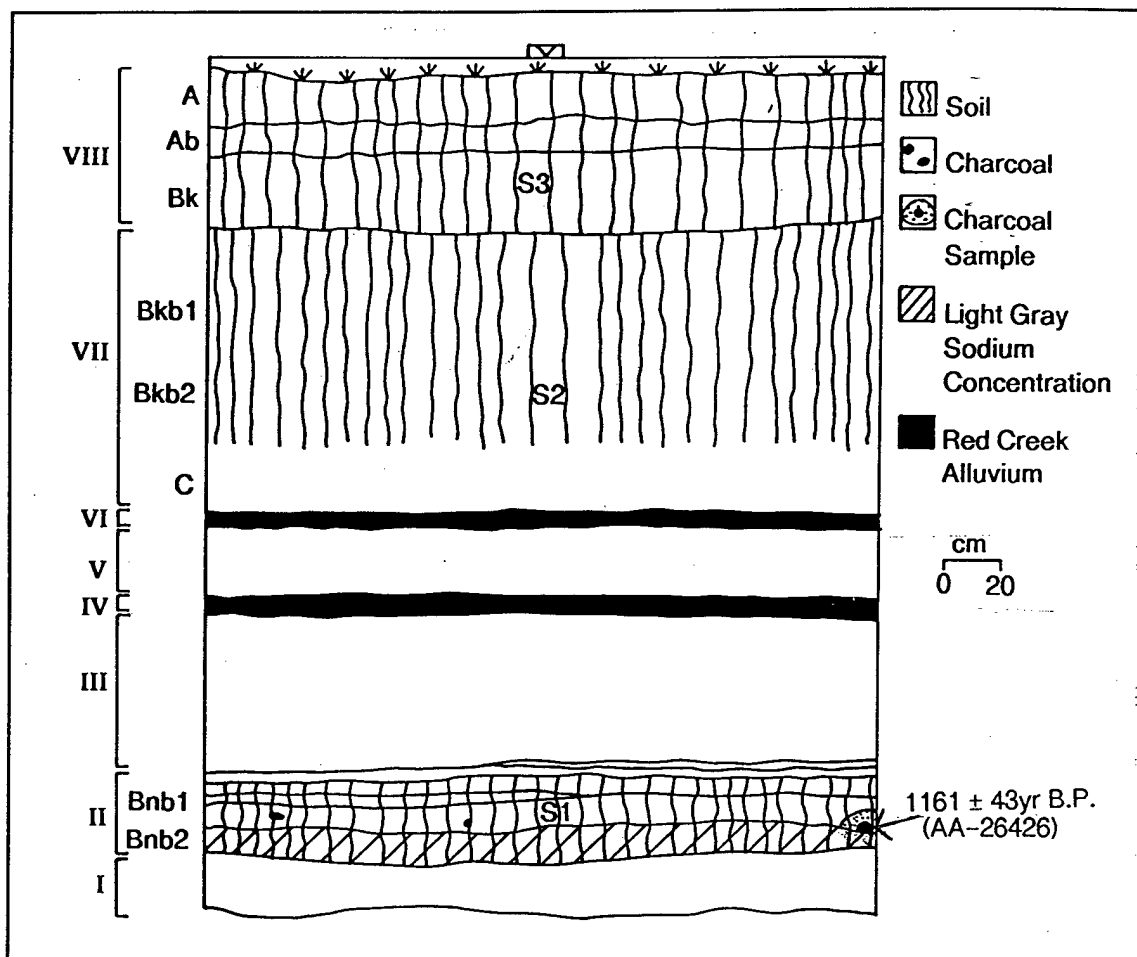 A
Ab
VIII
Bk
S3
Bkb1
VII
Bkb2
S2
C
VI
V
IV
III
Bnb1
II
S1
Bnb2
I
Soil
Charcoal
Charcoal
Sample
Light Gray
Sodium
Concentration
Red Creek
Alluvium
cm
0 20
1161 ± 43yr B.P.
(AA-26426)